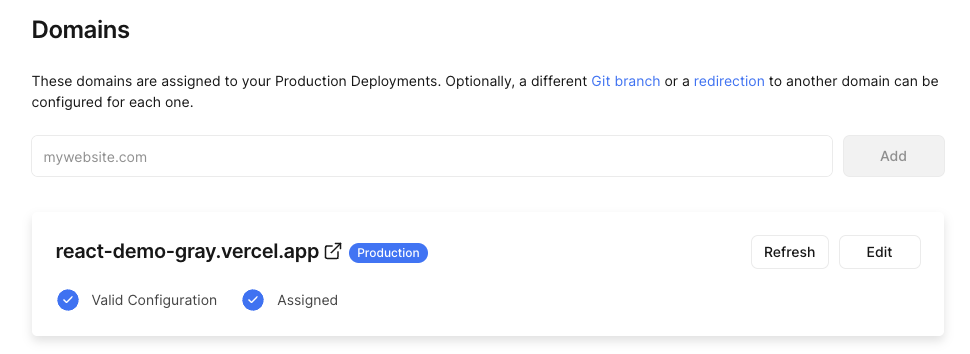 Domains
These domains are assigned to your Production Deployments. Optionally, a different Git branch or a redirection to another domain can be
configured for each one.
mywebsite.com
Add
react-demo-gray.vercel.app Production
Refresh
Edit
Valid Configuration
Assigned